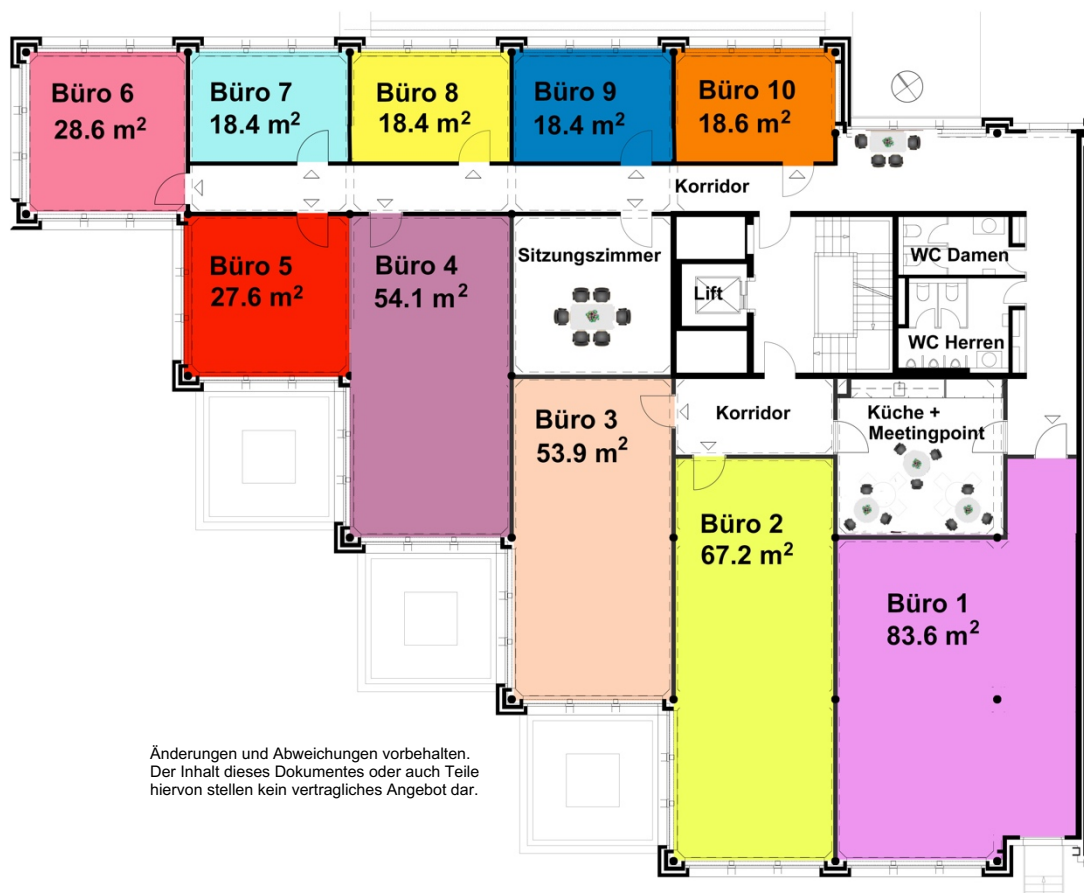 Büro 6
28.6 m²
Büro 7
18.4 m²
Büro 8
18.4 m²
Büro 9
18.4 m²
Büro 10
18.6 m²
Korridor
Büro 5
27.6 m²
Büro 4
54.1 m²
Sitzungszimmer
Lift
WC Damen
WC Herren
Büro 3
53.9 m²
Korridor
Küche +
Meetingpoint
Büro 2
67.2 m²
Büro 1
83.6 m²
Änderungen und Abweichungen vorbehalten.
Der Inhalt dieses Dokumentes oder auch Teile
hiervon stellen kein vertragliches Angebot dar.